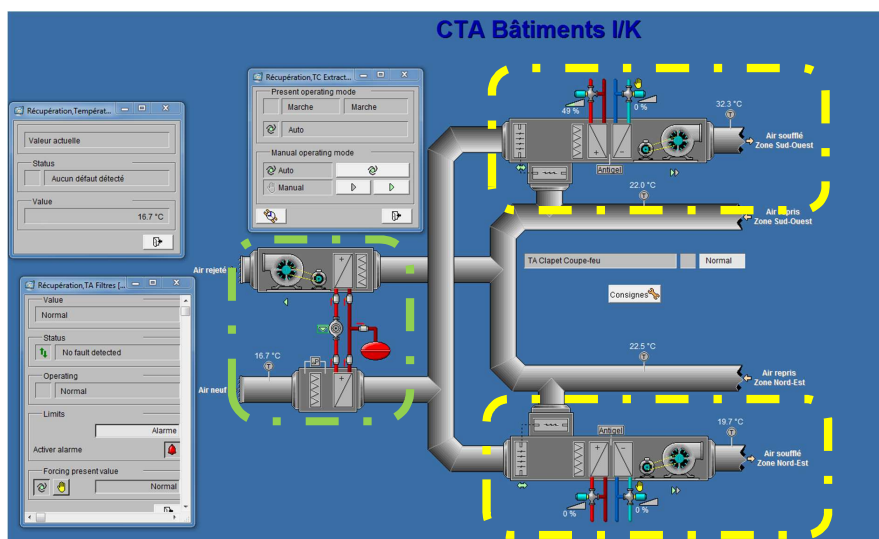 CTA Bâtiments I/K
Récupération,TC Extract...
Present operating mode
Marche
Marche
Auto
Manual operating mode
Auto
Manual
Récupération,Températ...
Valeur actuelle
Status
Aucun défaut détecté
Value
16.7 °C
Récupération,TA Filtres [...
Value
Normal
Status
No fault detected
Operating
Normal
Limits
Alarme
Activer alarme
Forcing present value
Normal
49 %
0 %
32.3 °C
T
Air soufflé
Zone Sud-Ouest
Antigel
22.0 °C
T
Air repris
Zone Sud-Ouest
Air rejeté
TA Clapet Coupe-feu
Normal
Consignes
16.7 °C
T
Air neuf
22.5 °C
T
Air repris
Zone Nord-Est
Antigel
19.7 °C
T
Air soufflé
Zone Nord-Est
0 %
0 %